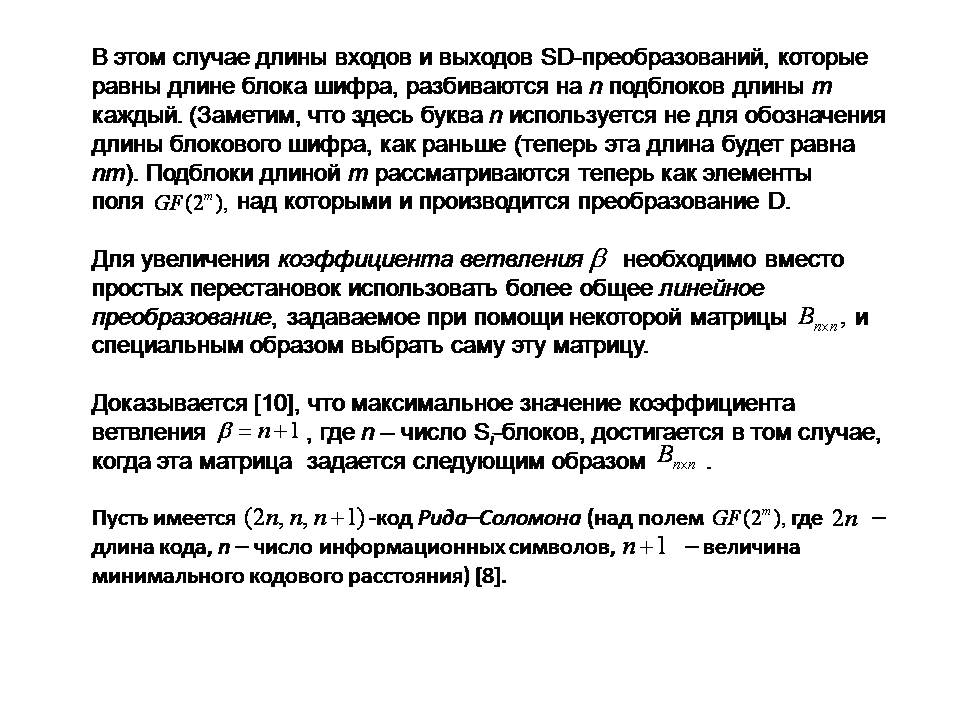 В этом случае длины входов и выходов SD-преобразований, которые
равны длине блока шифра, разбиваются на n подблоков длины m
каждый. (Заметим, что здесь буква n используется не для обозначения
длины блокового шифра, как раньше (теперь эта длина будет равна
nm). Подблоки длиной m рассматриваются теперь как элементы
поля GF(2^m), над которыми и производится преобразование D.
Для увеличения коэффициента ветвления β необходимо вместо
простых перестановок использовать более общее линейное
преобразование, задаваемое при помощи некоторой матрицы B_{n×n}, и
специальным образом выбрать саму эту матрицу.
Доказывается [10], что максимальное значение коэффициента
ветвления β = n+1 , где n – число S_i-блоков, достигается в том случае,
когда эта матрица задается следующим образом B_{n×n} .
Пусть имеется (2n, n, n+1) -код Рида–Соломона (над полем GF(2^m), где 2n –
длина кода, n – число информационных символов, n+1 – величина
минимального кодового расстояния) [8].